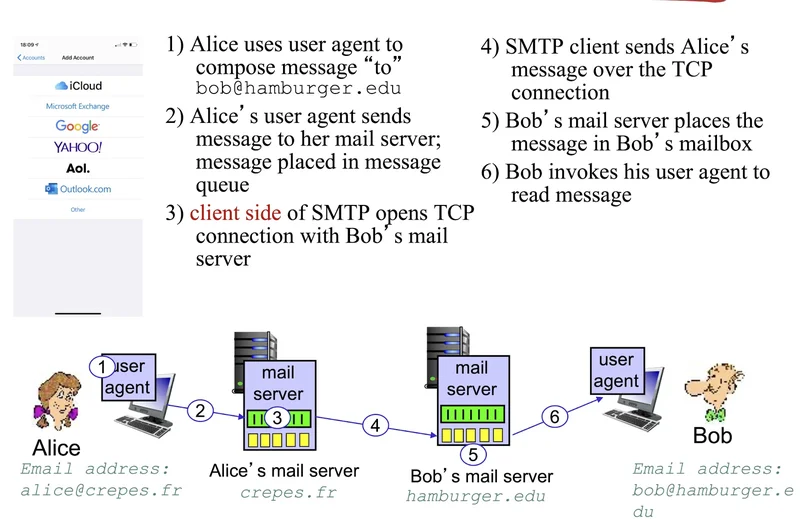 18:09
Accounts
Add Account
iCloud
Microsoft Exchange
Google
YAHOO!
Aol.
Outlook.com
Other
1) Alice uses user agent to
compose message “to”
bob@hamburger.edu
2) Alice’s user agent sends
message to her mail server;
message placed in message
queue
3) client side of SMTP opens TCP
connection with Bob’s mail
server
4) SMTP client sends Alice’s
message over the TCP
connection
5) Bob’s mail server places the
message in Bob’s mailbox
6) Bob invokes his user agent to
read message
1
user
agent
2
mail
server
3
4
mail
server
5
6
user
agent
Alice
Email address:
alice@crepes.fr
Alice’s mail server
crepes.fr
Bob’s mail server
hamburger.edu
Bob
Email address:
bob@hamburger.e
du